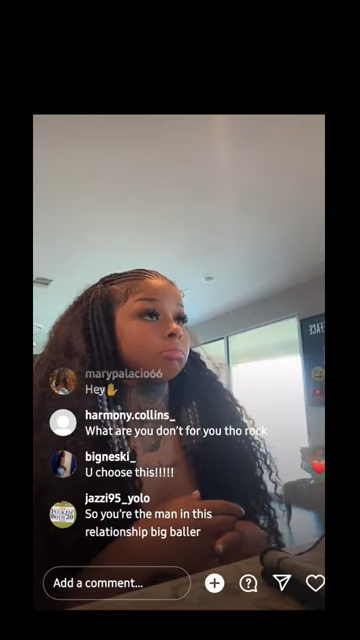 marypalacio66
Hey✋
harmony.collins_
What are you don't for you tho rock
bigneski_
U choose this!!!!!
jazzi95_yolo
So you're the man in this
relationship big baller
Add a comment...